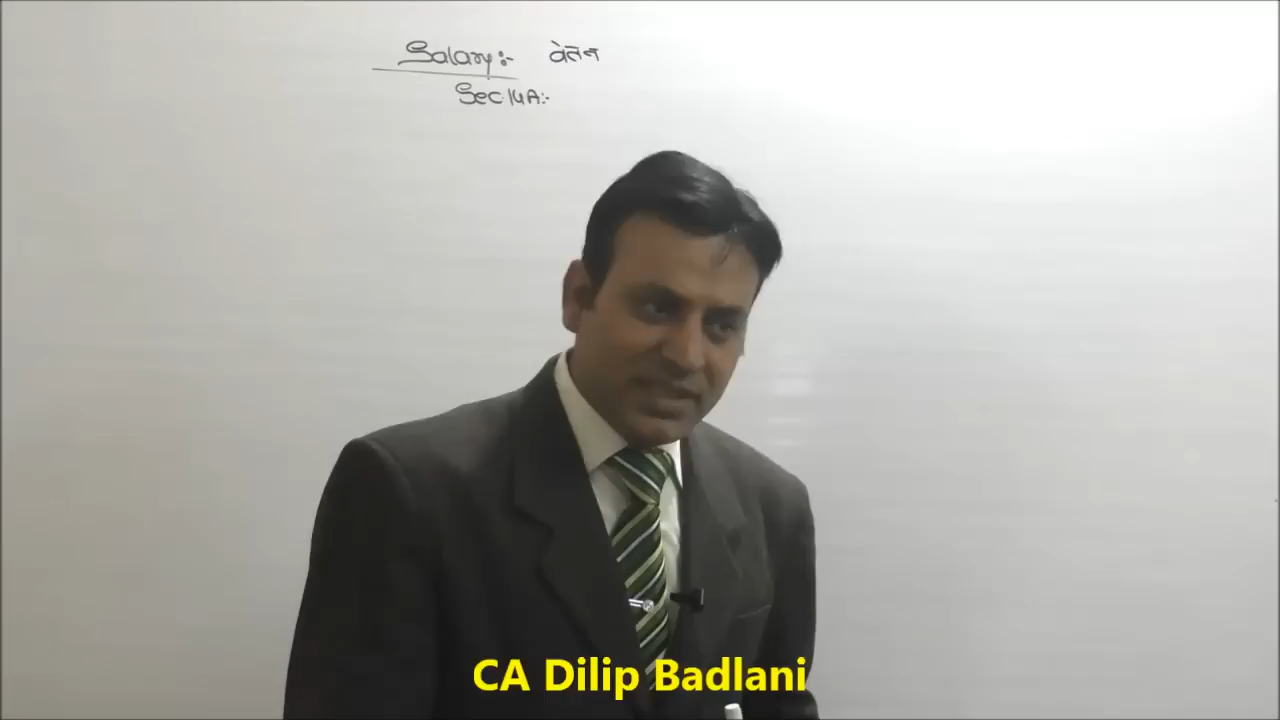 Salary:- वेतन
Sec.14A:-
CA Dilip Badlani